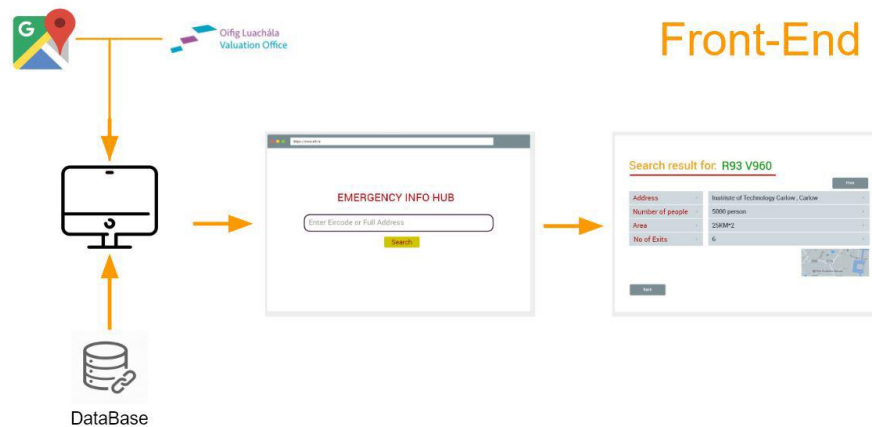 Front-End
G
Oifig Luachála
Valuation Office
EMERGENCY INFO HUB
Enter Eircode or Full Address
Search
Search result for: R93 V960
Address Institute of Technology Carlow, Carlow
Number of people 5000 person
Area 25KM^2
No of Exits 6
DataBase